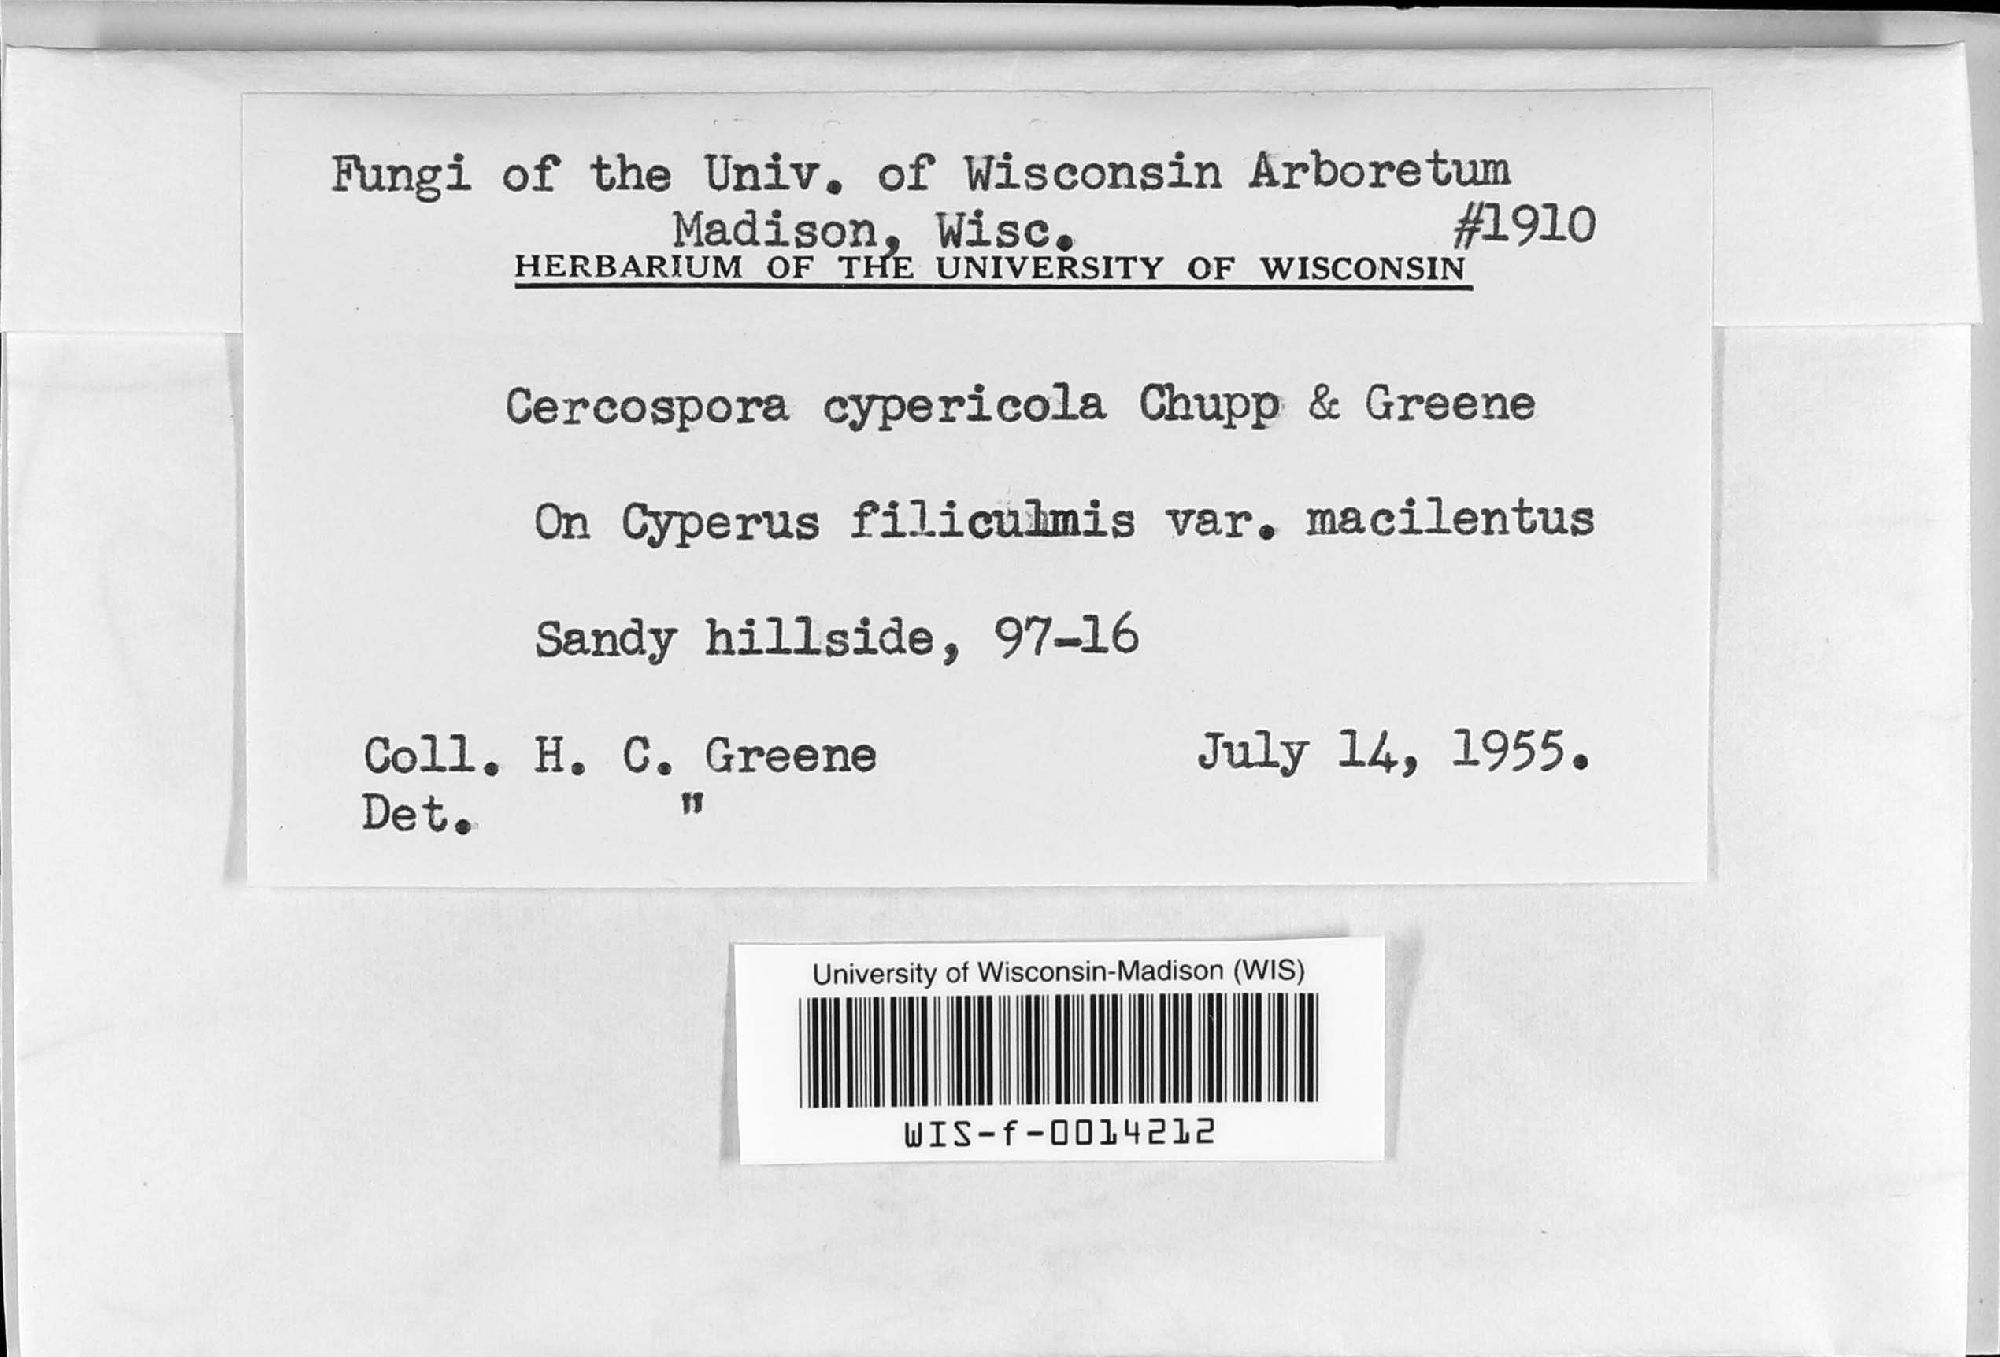 Fungi of the Univ. of Wisconsin Arboretum
Madison, Wisc. #1910
HERBARIUM OF THE UNIVERSITY OF WISCONSIN
Cercospora cypericola Chupp & Greene
On Cyperus filiculmis var. macilentus
Sandy hillside, 97-16
Coll. H. C. Greene July 14, 1955.
Det. "
University of Wisconsin-Madison (WIS)
WIS-f-0014212